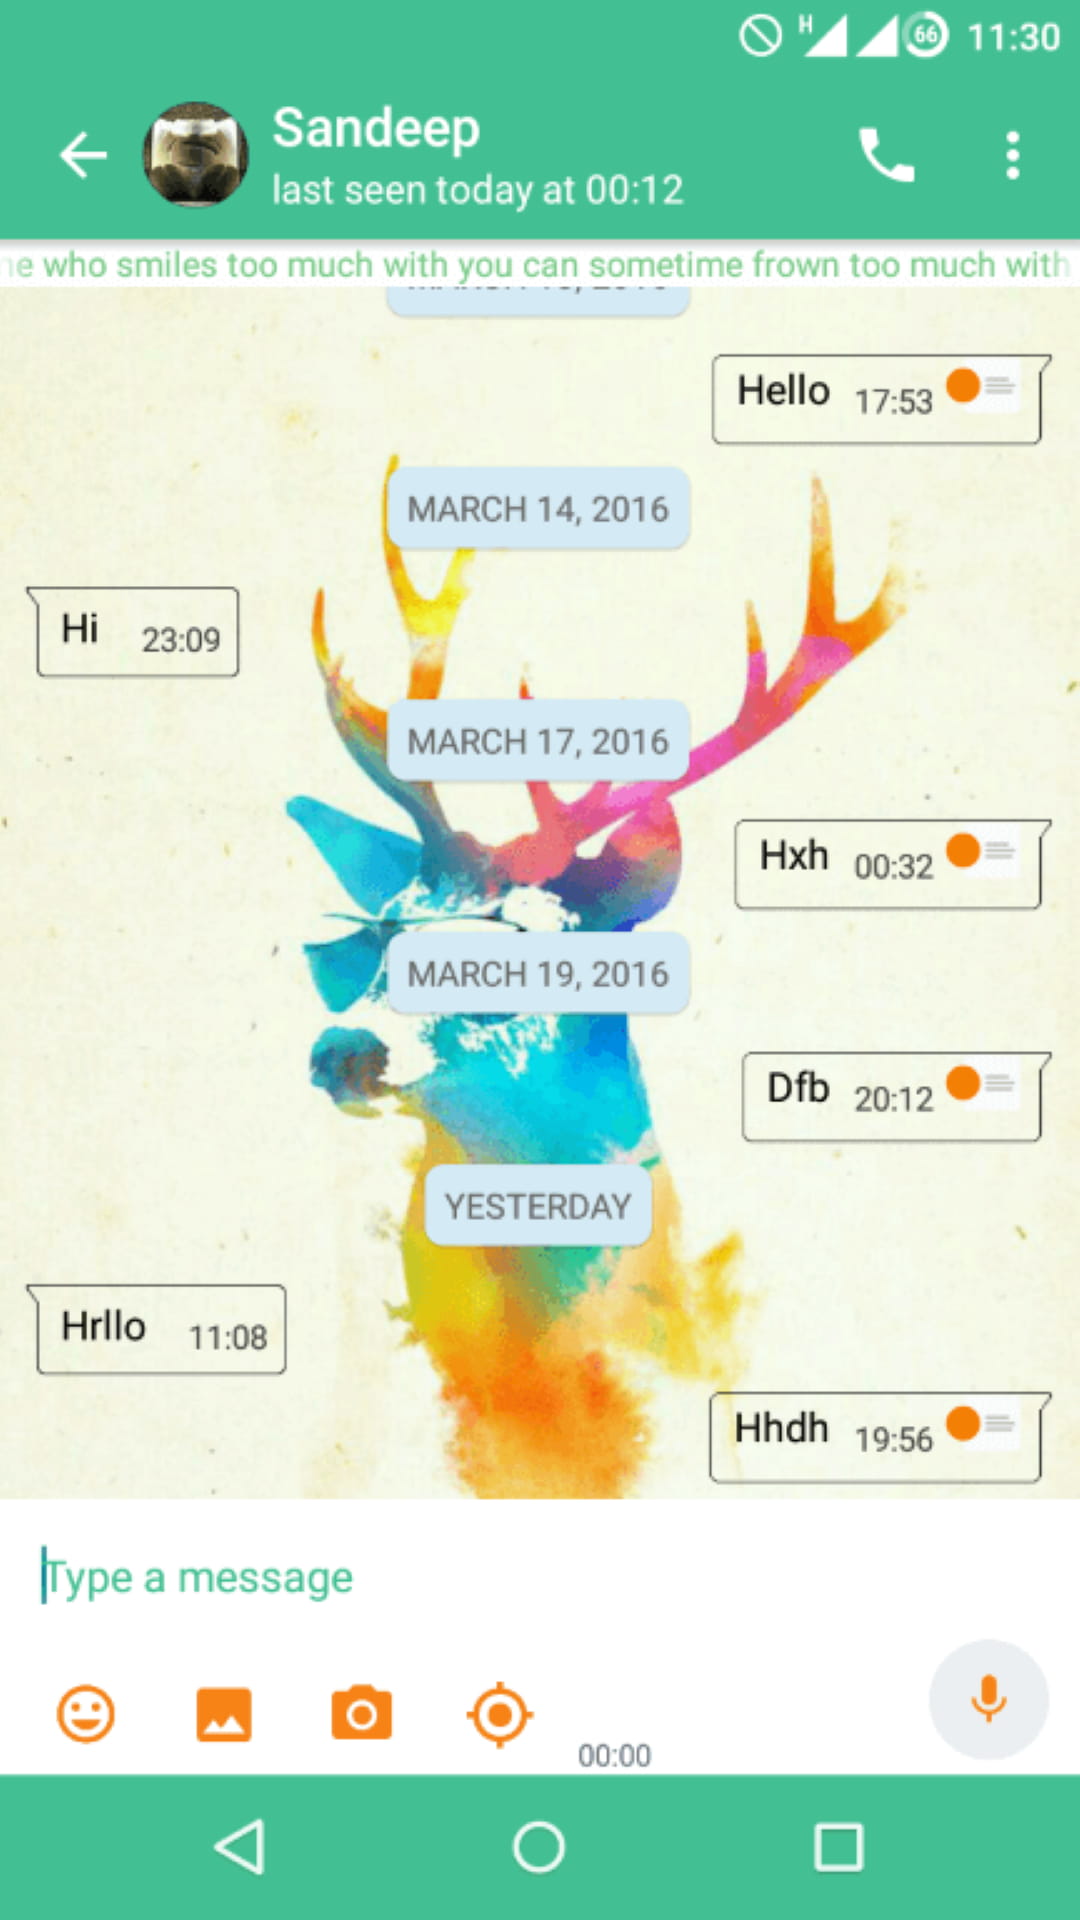 H 66 11:30
Sandeep
last seen today at 00:12
who smiles too much with you can sometime frown too much with
Hello 17:53
MARCH 14, 2016
Hi 23:09
MARCH 17, 2016
Hxh 00:32
MARCH 19, 2016
Dfb 20:12
YESTERDAY
Hrllo 11:08
Hhdh 19:56
Type a message
00:00